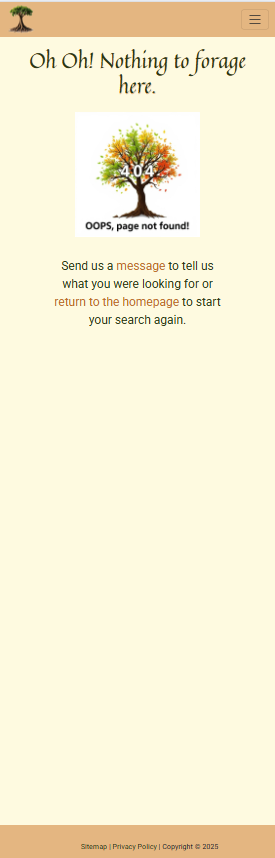 Oh Oh! Nothing to forage
here.
404
OOPS, page not found!
Send us a message to tell us
what you were looking for or
return to the homepage to start
your search again.
Sitemap | Privacy Policy | Copyright © 2025